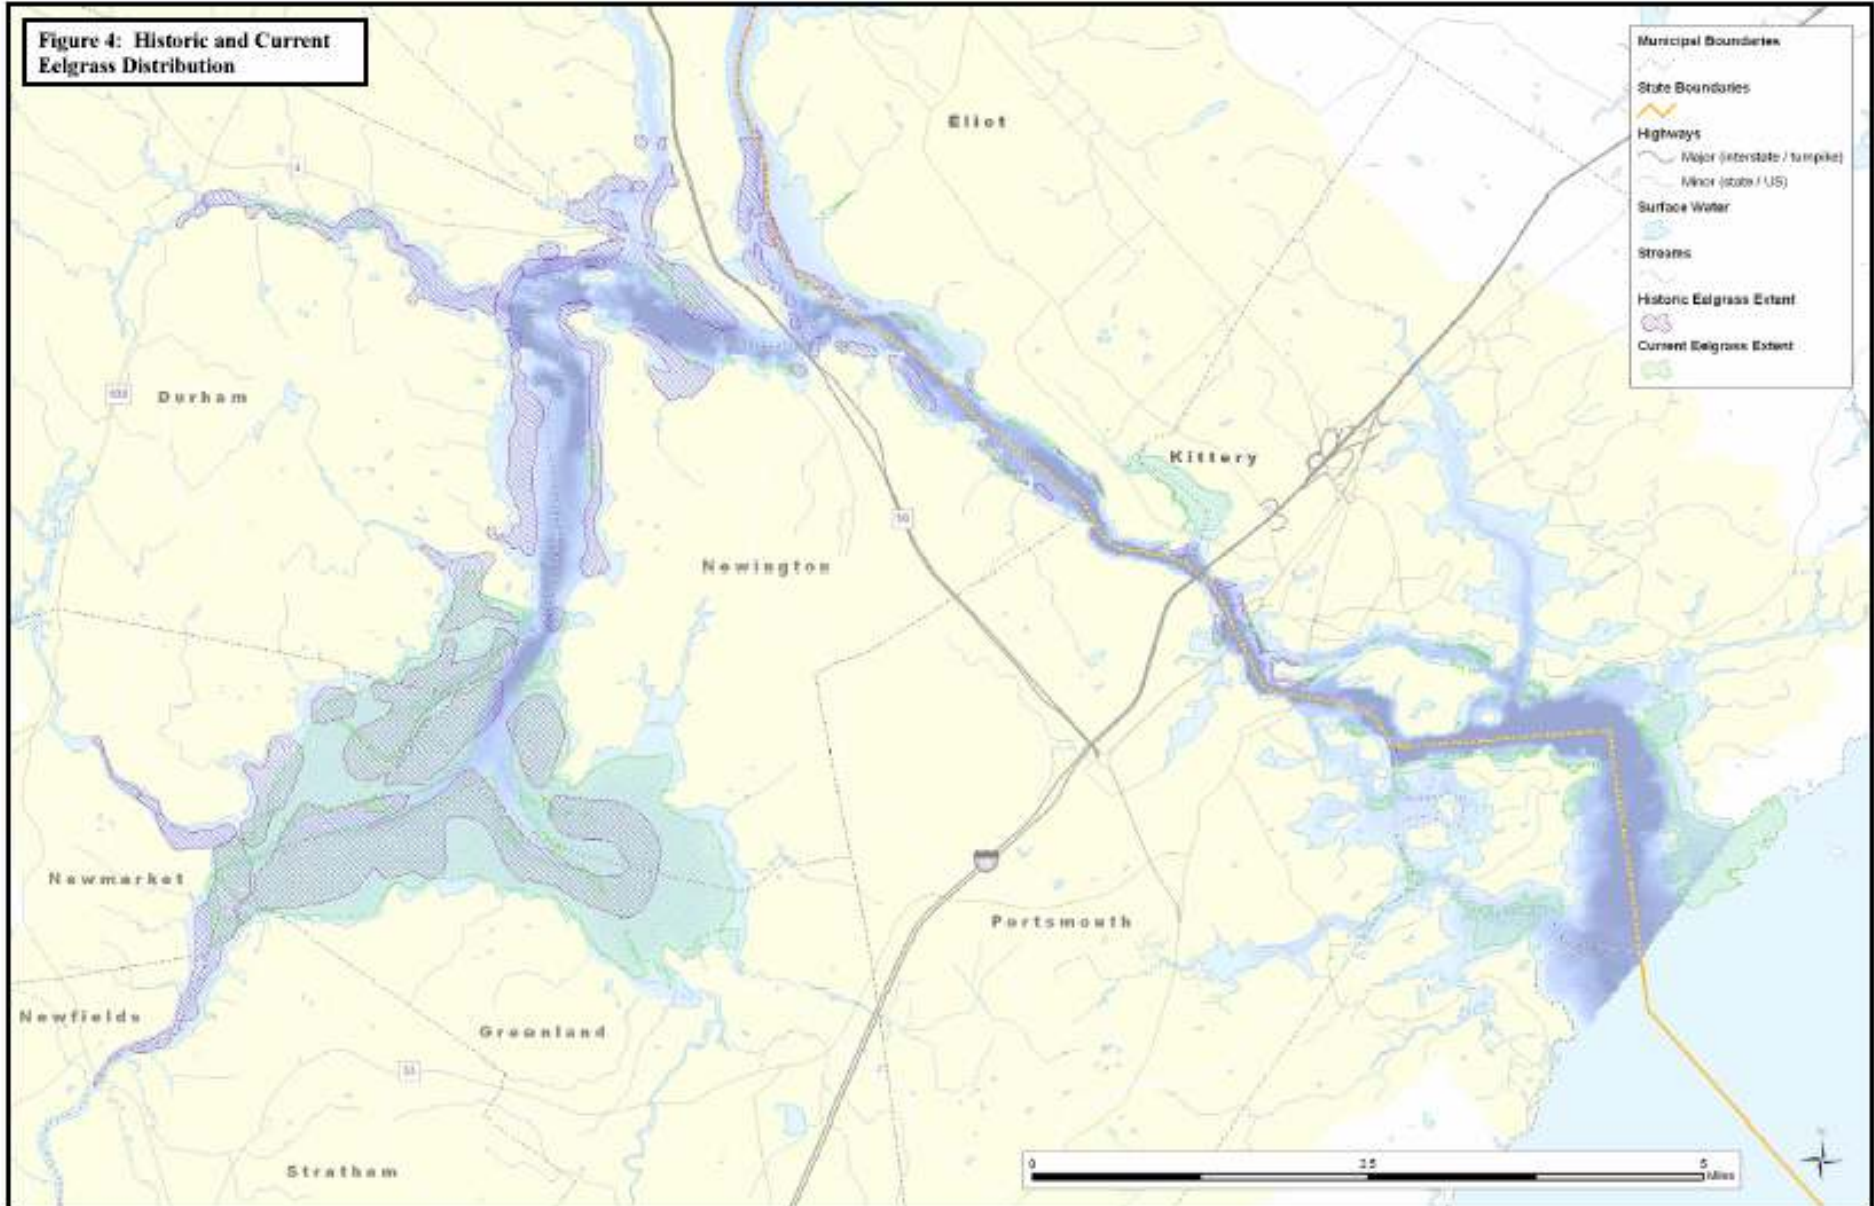 Figure 4: Historic and Current
Eelgrass Distribution
Municipal Boundaries
State Boundaries
Highways
Major (interstate / turnpike)
Minor (state / US)
Surface Water
Streams
Historic Eelgrass Extent
Current Eelgrass Extent
Eliot
4
Durham
Kittery
Newington
Newmarket
Portsmouth
Newfields
Greenland
33
Stratham
0
2.5
5
Miles